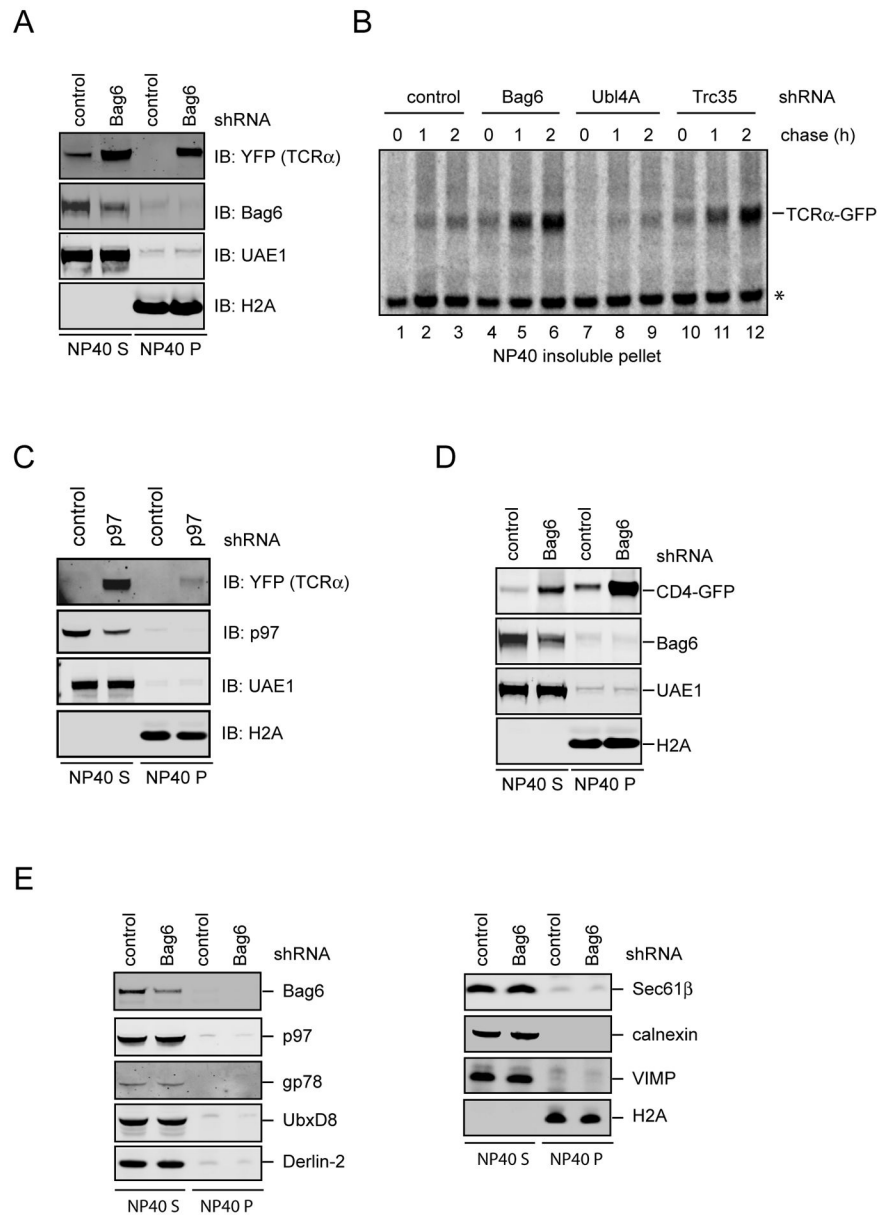 A
control
Bag6
control
Bag6
shRNA
IB: YFP (TCRα)
IB: Bag6
IB: UAE1
IB: H2A
NP40 S NP40 P
B
control Bag6 Ubl4A Trc35 shRNA
0 1 2 0 1 2 0 1 2 0 1 2 chase (h)
TCRα-GFP
*
1 2 3 4 5 6 7 8 9 10 11 12
NP40 insoluble pellet
C
control
p97
control
p97
shRNA
IB: YFP (TCRα)
IB: p97
IB: UAE1
IB: H2A
NP40 S NP40 P
D
control
Bag6
control
Bag6
shRNA
CD4-GFP
Bag6
UAE1
H2A
NP40 S NP40 P
E
control
Bag6
control
Bag6
shRNA
Bag6
p97
gp78
UbxD8
Derlin-2
NP40 S NP40 P
control
Bag6
control
Bag6
shRNA
Sec61β
calnexin
VIMP
H2A
NP40 S NP40 P